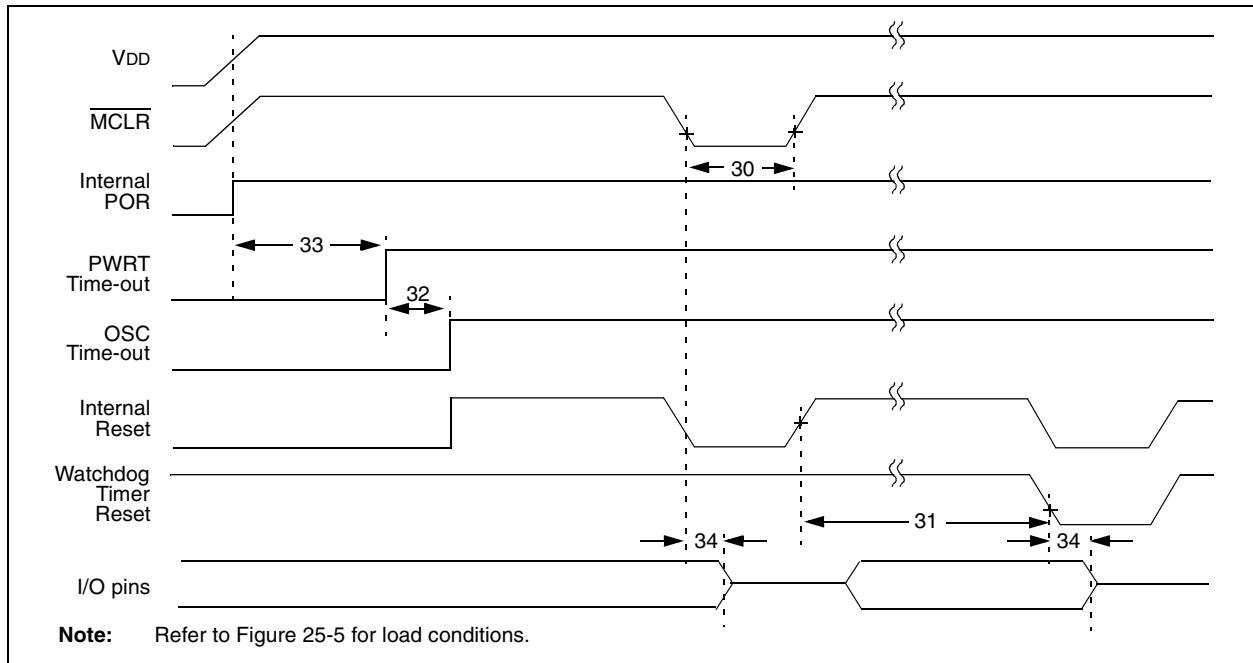 VDD
MCLR
30
Internal
POR
33
PWRT
Time-out
32
OSC
Time-out
Internal
Reset
Watchdog
Timer
Reset
31
34
34
I/O pins
Note: Refer to Figure 25-5 for load conditions.